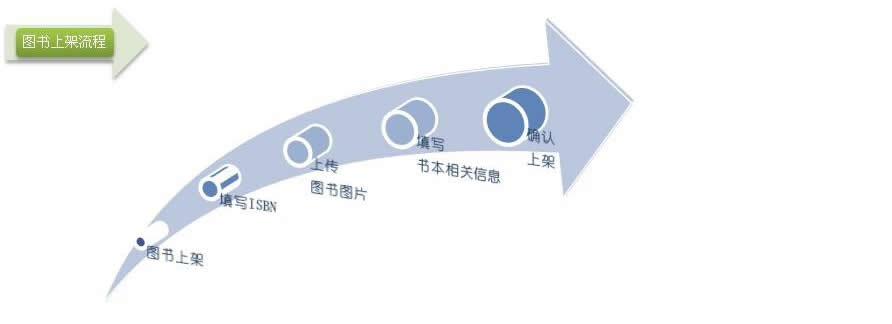 图书上架流程
图书上架
填写ISBN
上传
图书图片
填写
书本相关信息
确认
上架